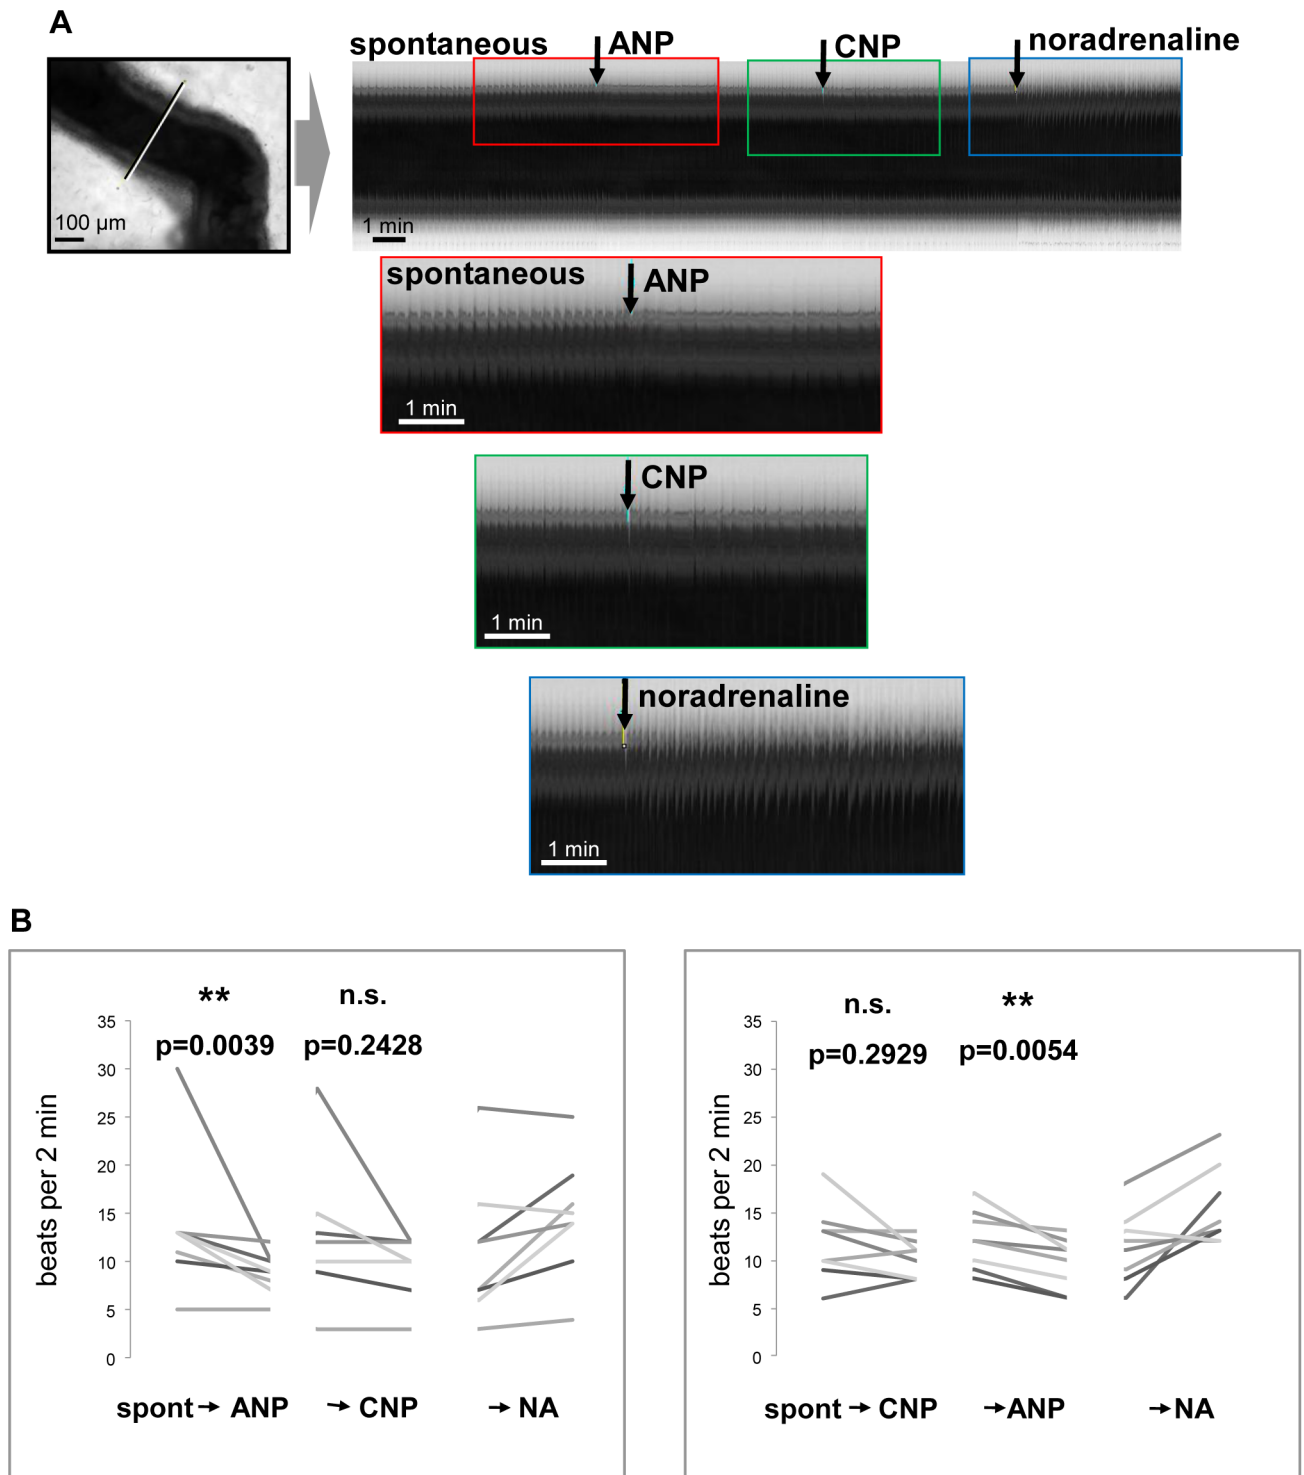 A
spontaneous
ANP
CNP
noradrenaline
100 µm
1 min
spontaneous
ANP
1 min
CNP
1 min
noradrenaline
1 min
B
**
n.s.
p=0.0039
p=0.2428
35
30
25
20
15
10
5
0
beats per 2 min
spont → ANP
→ CNP
→ NA
n.s.
**
p=0.2929
p=0.0054
35
30
25
20
15
10
5
0
beats per 2 min
spont → CNP
→ANP
→NA